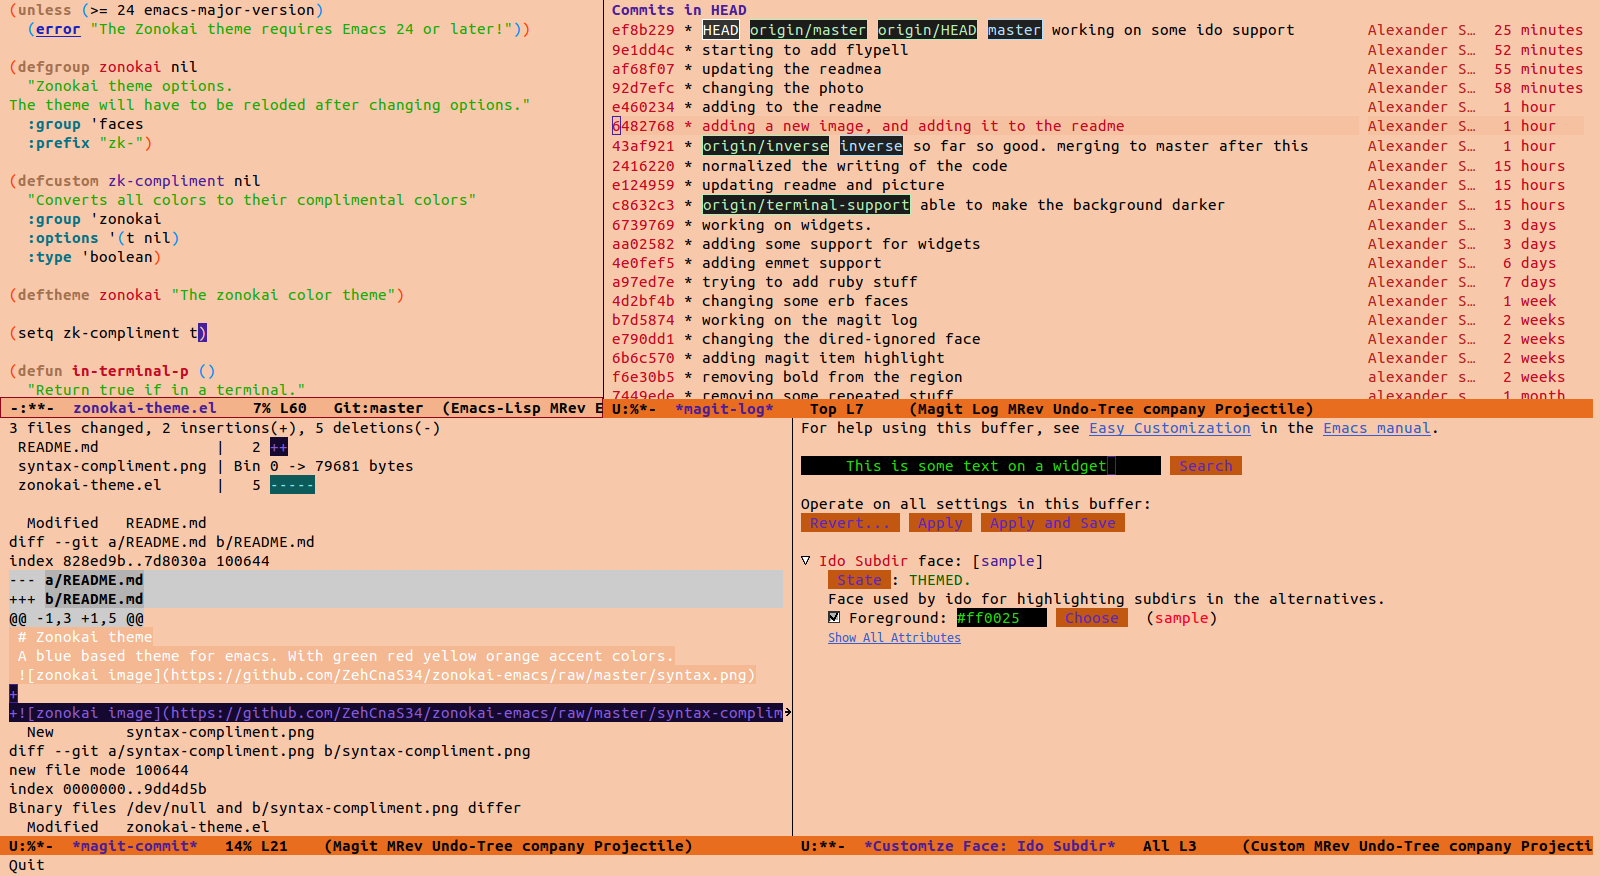 (unless (>= 24 emacs-major-version)
  (error "The Zonokai theme requires Emacs 24 or later!"))

(defgroup zonokai nil
  "Zonokai theme options.
The theme will have to be reloded after changing options."
  :group 'faces
  :prefix "zk-")

(defcustom zk-compliment nil
  "Converts all colors to their complimental colors"
  :group 'zonokai
  :options '(t nil)
  :type 'boolean)

(deftheme zonokai "The zonokai color theme")

(setq zk-compliment t)

(defun in-terminal-p ()
  "Return true if in a terminal."
-:**-  zonokai-theme.el    7% L60   Git:master  (Emacs-Lisp MRev E
Commits in HEAD
ef8b229 * HEAD origin/master origin/HEAD master working on some ido support Alexander S… 25 minutes
9e1dd4c * starting to add flypell Alexander S… 52 minutes
af68f07 * updating the readmea Alexander S… 55 minutes
92d7efc * changing the photo Alexander S… 58 minutes
e460234 * adding to the readme Alexander S… 1 hour
6482768 * adding a new image, and adding it to the readme Alexander S… 1 hour
43af921 * origin/inverse inverse so far so good. merging to master after this Alexander S… 1 hour
2416220 * normalized the writing of the code Alexander S… 15 hours
e124959 * updating readme and picture Alexander S… 15 hours
c8632c3 * origin/terminal-support able to make the background darker Alexander S… 15 hours
6739769 * working on widgets. Alexander S… 3 days
aa02582 * adding some support for widgets Alexander S… 3 days
4e0fef5 * adding emmet support Alexander S… 6 days
a97ed7e * trying to add ruby stuff Alexander S… 7 days
4d2bf4b * changing some erb faces Alexander S… 1 week
b7d5874 * working on the magit log Alexander S… 2 weeks
e790dd1 * changing the dired-ignored face Alexander S… 2 weeks
6b6c570 * adding magit item highlight Alexander S… 2 weeks
f6e30b5 * removing bold from the region alexander s… 2 weeks
7449ede * removing some repeated stuff alexander s… 1 month
U:%*-  *magit-log*    Top L7     (Magit Log MRev Undo-Tree company Projectile)
3 files changed, 2 insertions(+), 5 deletions(-)
 README.md             |   2 ++
 syntax-compliment.png | Bin 0 -> 79681 bytes
 zonokai-theme.el      |   5 -----

  Modified   README.md
diff --git a/README.md b/README.md
index 828ed9b..7d8030a 100644
--- a/README.md
+++ b/README.md
@@ -1,3 +1,5 @@
 # Zonokai theme
 A blue based theme for emacs. With green red yellow orange accent colors.
 ![zonokai image](https://github.com/ZehCnaS34/zonokai-emacs/raw/master/syntax.png)
+
+![zonokai image](https://github.com/ZehCnaS34/zonokai-emacs/raw/master/syntax-complim
  New        syntax-compliment.png
diff --git a/syntax-compliment.png b/syntax-compliment.png
new file mode 100644
index 0000000..9dd4d5b
Binary files /dev/null and b/syntax-compliment.png differ
  Modified   zonokai-theme.el
U:%*-  *magit-commit*   14% L21    (Magit MRev Undo-Tree company Projectile)
For help using this buffer, see Easy Customization in the Emacs manual.

This is some text on a widget Search

Operate on all settings in this buffer:
Revert... Apply Apply and Save

Ido Subdir face: [sample]
State : THEMED.
Face used by ido for highlighting subdirs in the alternatives.
Foreground: #ff0025 Choose (sample)
Show All Attributes
U:**-  *Customize Face: Ido Subdir*   All L3     (Custom MRev Undo-Tree company Projecti
Quit